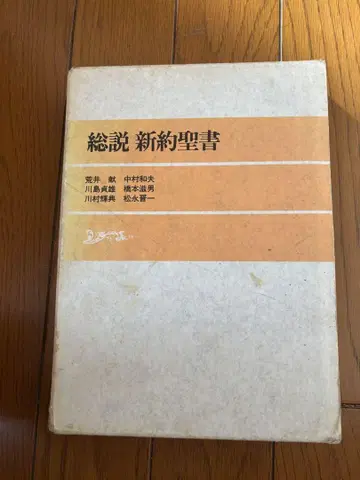 総説 新約聖書
荒井 献 中村和夫
川島貞雄 橋本滋男
川村輝典 松永晋一